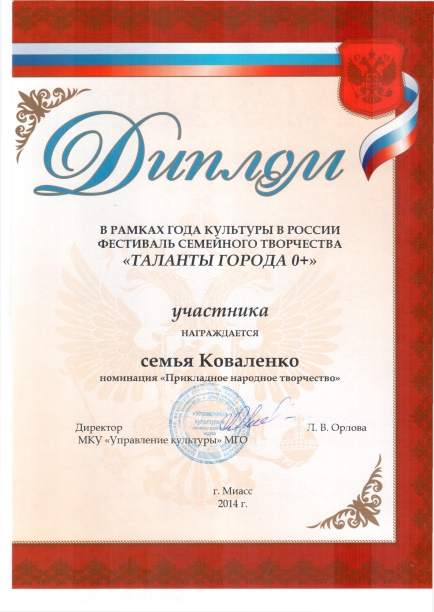 Диплом
В РАМКАХ ГОДА КУЛЬТУРЫ В РОССИИ
ФЕСТИВАЛЬ СЕМЕЙНОГО ТВОРЧЕСТВА
«ТАЛАНТЫ ГОРОДА 0+»
участника
НАГРАЖДАЕТСЯ
семья Коваленко
номинация «Прикладное народное творчество»
«Управление
культуры»
Директор Л. В. Орлова
МКУ «Управление культуры» МГО
г. Миасс
2014 г.